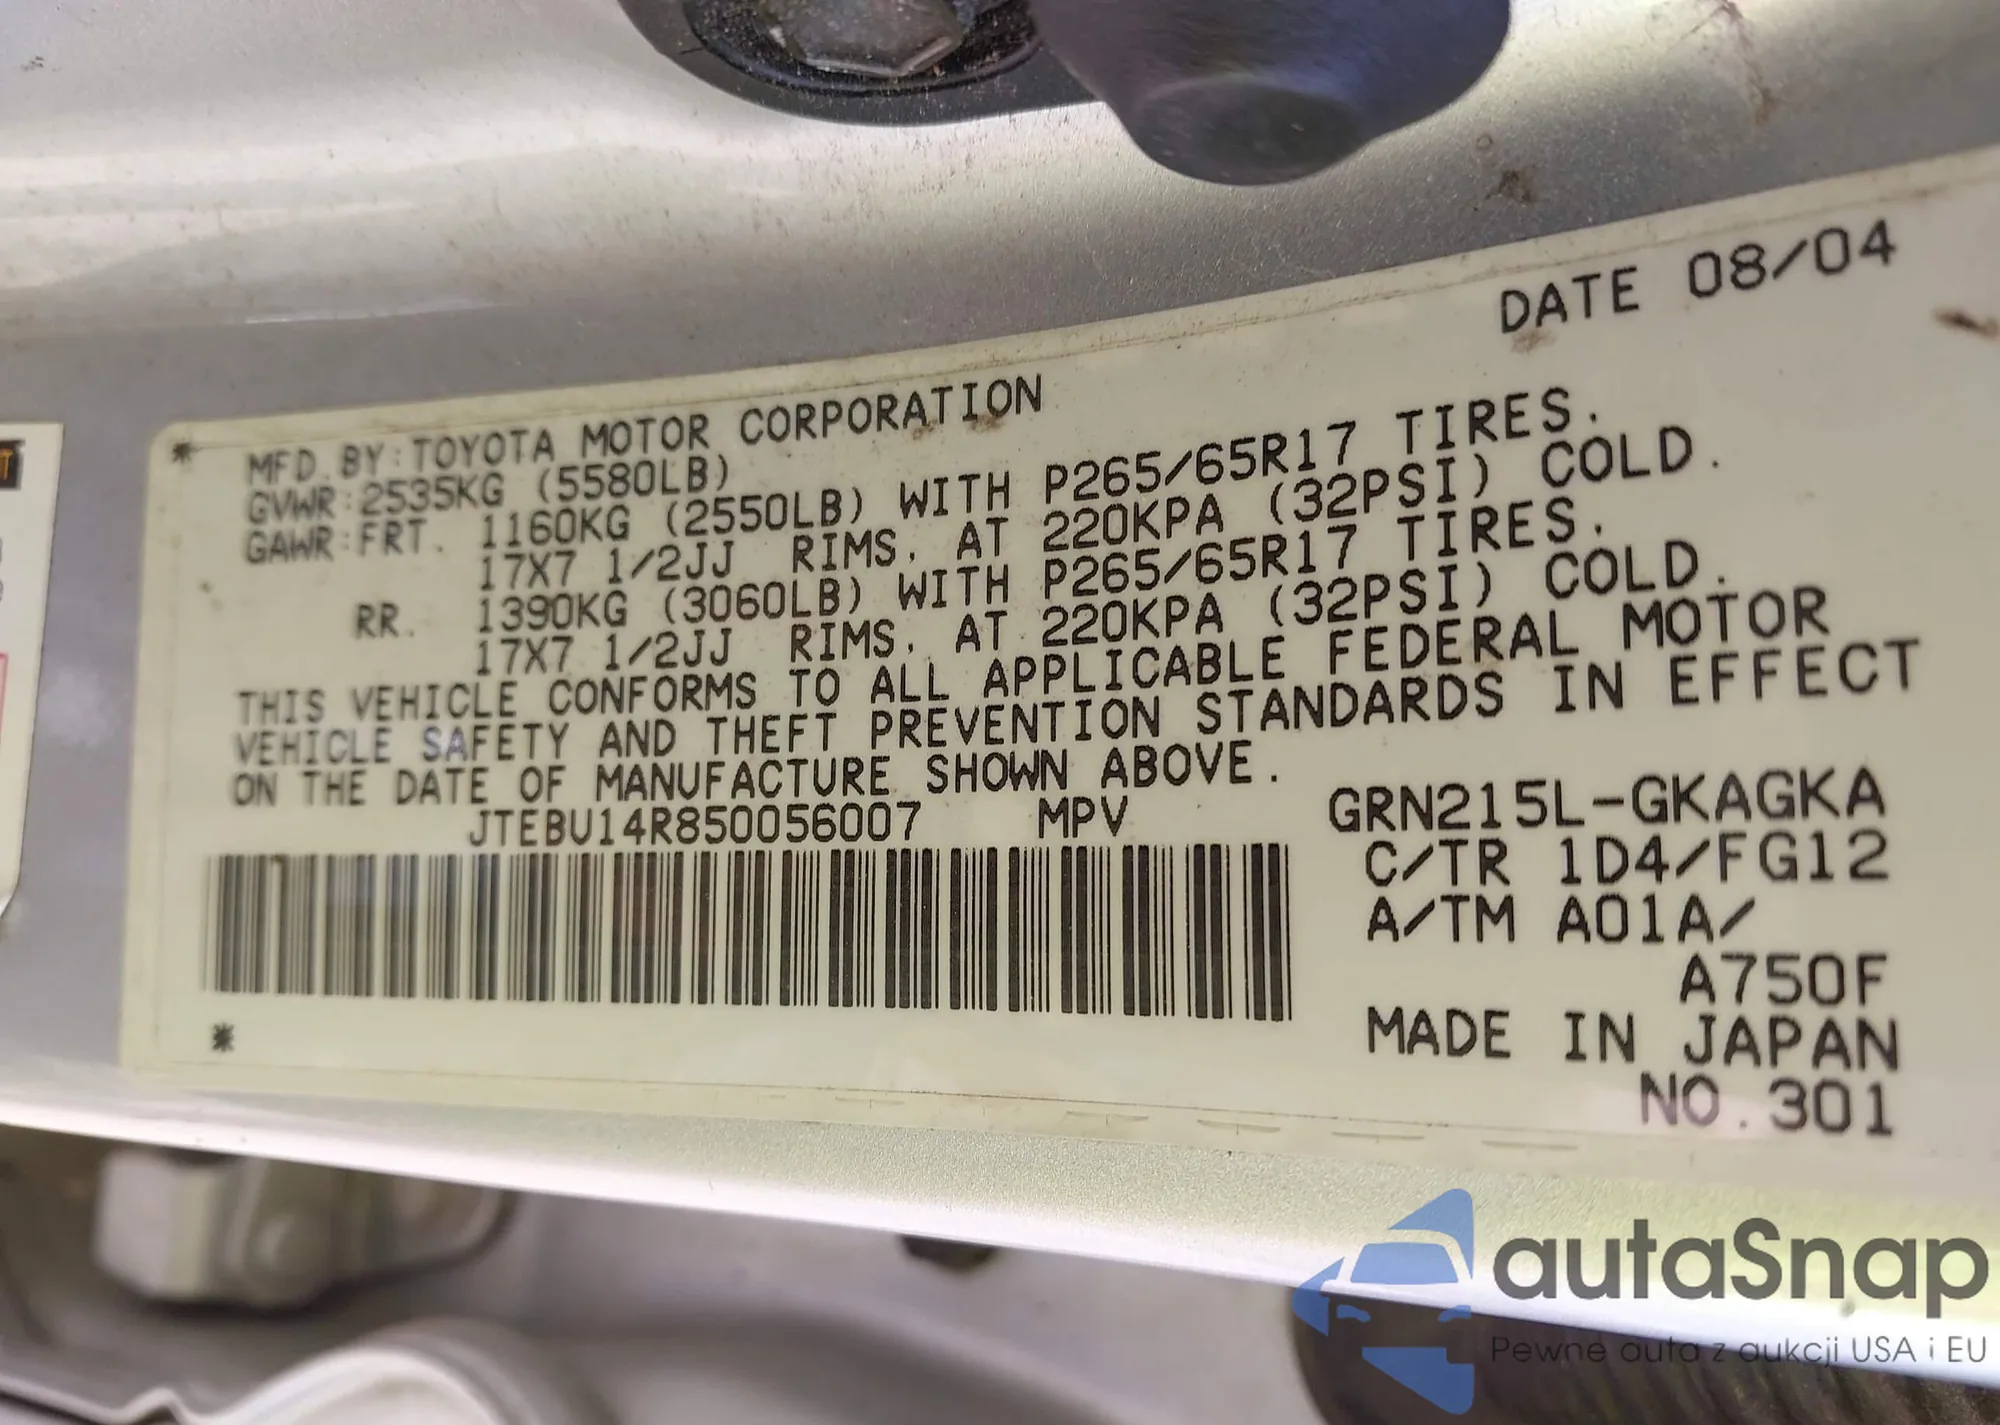 DATE 08/04
* MFD. BY: TOYOTA MOTOR CORPORATION
GVWR: 2535KG (5580LB)
GAWR: FRT. 1160KG (2550LB) WITH P265/65R17 TIRES.
17X7 1/2JJ RIMS, AT 220KPA (32PSI) COLD.
RR. 1390KG (3060LB) WITH P265/65R17 TIRES.
17X7 1/2JJ RIMS, AT 220KPA (32PSI) COLD.
THIS VEHICLE CONFORMS TO ALL APPLICABLE FEDERAL MOTOR
VEHICLE SAFETY AND THEFT PREVENTION STANDARDS IN EFFECT
ON THE DATE OF MANUFACTURE SHOWN ABOVE.
JTEBU14R850056007 MPV
GRN215L-GKAGKA
C/TR 1D4/FG12
A/TM A01A/
A750F
MADE IN JAPAN
NO.301
*
autaSnap
Pewne auta z aukcji USA i EU